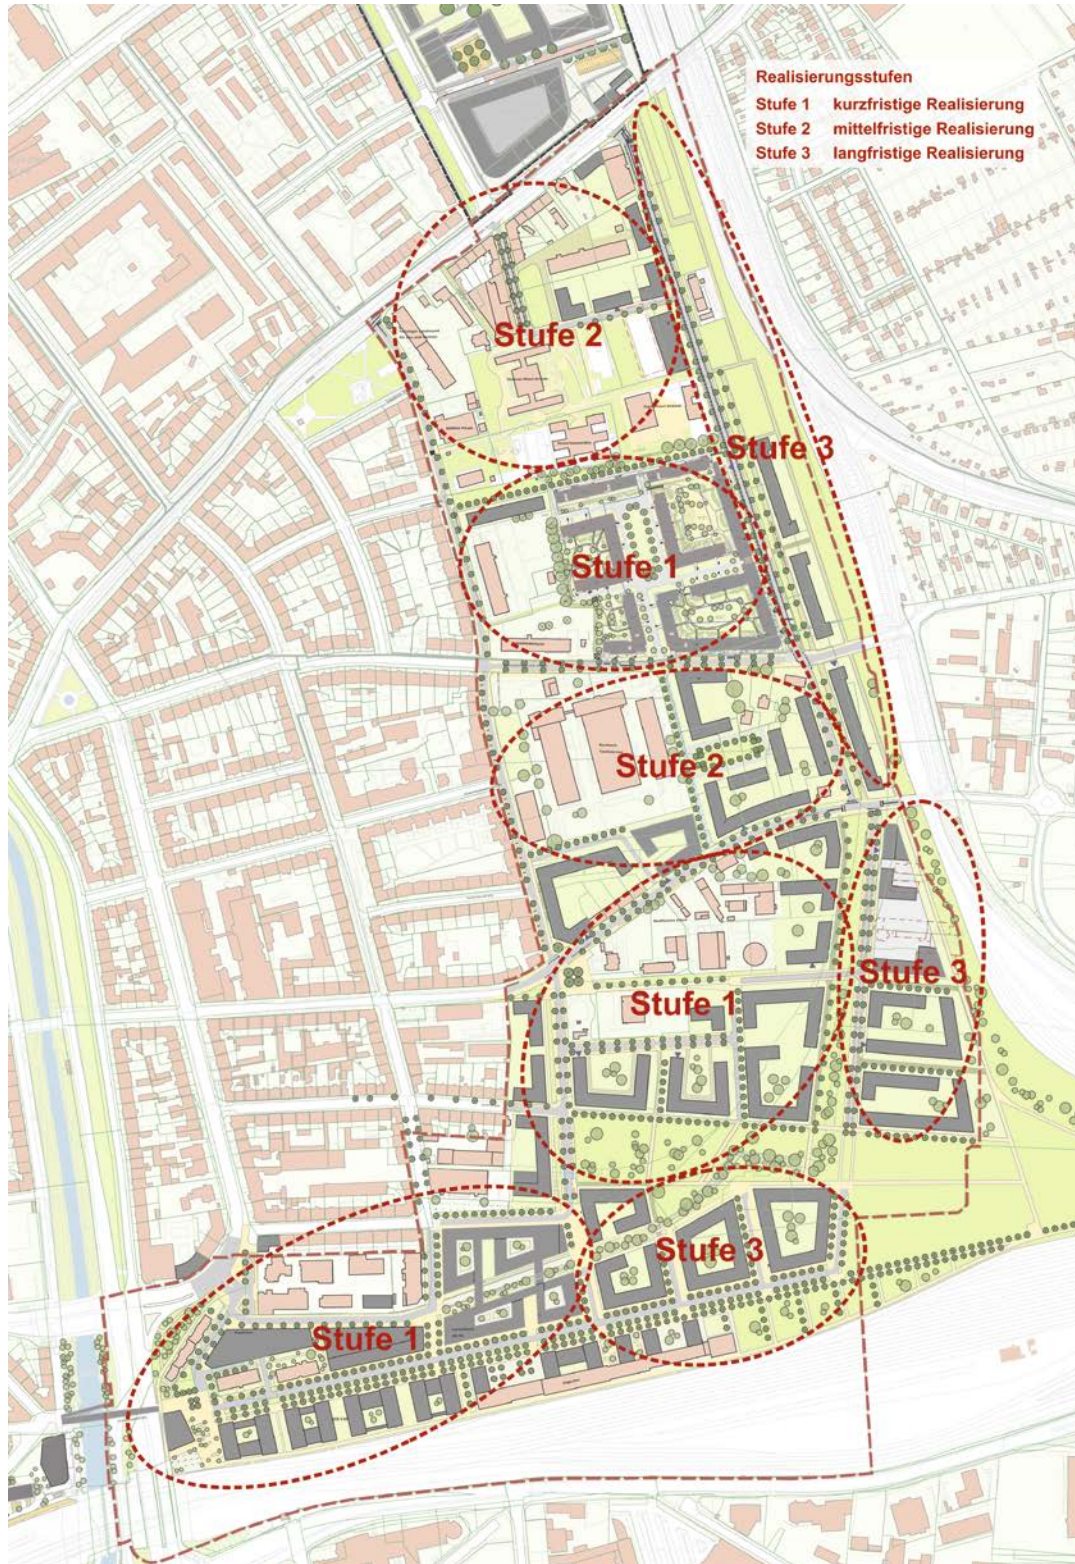 Realisierungsstufen
Stufe 1 kurzfristige Realisierung
Stufe 2 mittelfristige Realisierung
Stufe 3 langfristige Realisierung
Stufe 2
Stufe 3
Stufe 1
Stufe 2
Stufe 3
Stufe 1
Stufe 3
Stufe 1